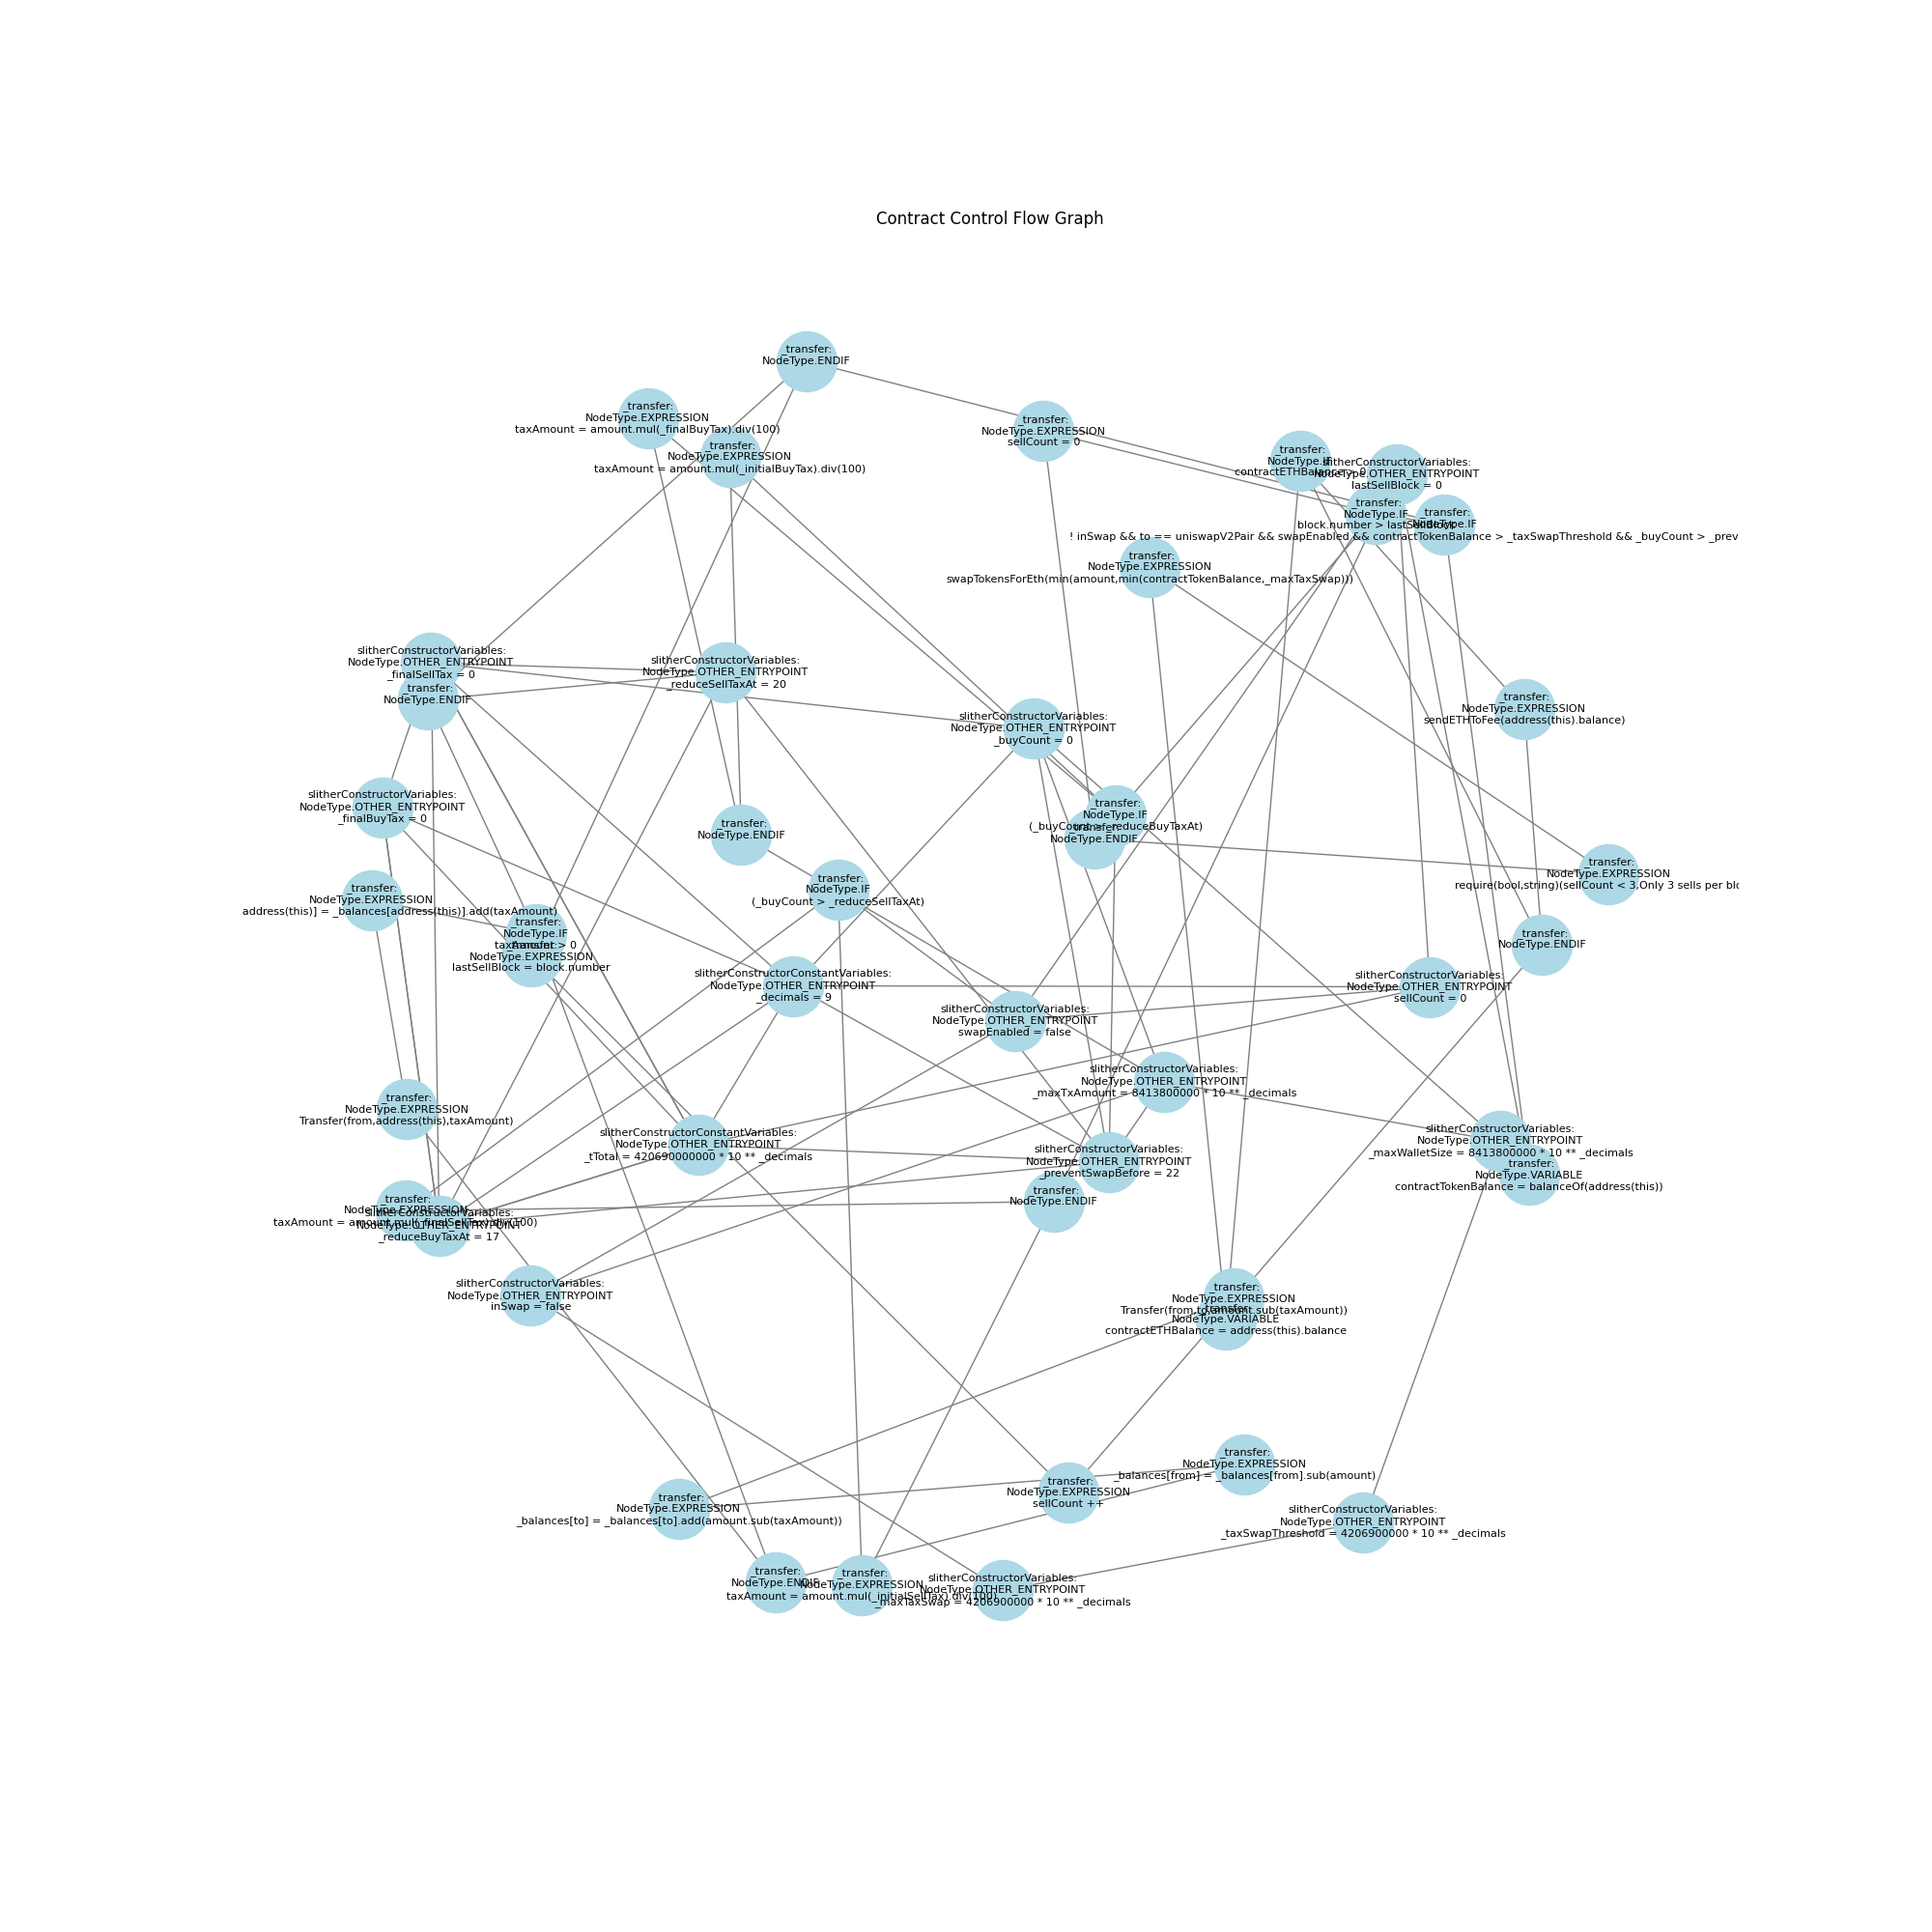 Contract Control Flow Graph
_transfer:
NodeType.ENDIF
_transfer:
NodeType.EXPRESSION
taxAmount = amount.mul(_finalBuyTax).div(100)
_transfer:
NodeType.EXPRESSION
sellCount = 0
_transfer:
NodeType.EXPRESSION
taxAmount = amount.mul(_initialBuyTax).div(100)
_transfer:
NodeType.IF
contractETHBalance > 0
slitherConstructorVariables:
NodeType.OTHER_ENTRYPOINT
lastSellBlock = 0
_transfer:
NodeType.IF
block.number > lastSellBlock
_transfer:
NodeType.IF
! inSwap && to == uniswapV2Pair && swapEnabled && contractTokenBalance > _taxSwapThreshold && _buyCount > _prev
_transfer:
NodeType.EXPRESSION
swapTokensForEth(min(amount,min(contractTokenBalance,_maxTaxSwap)))
slitherConstructorVariables:
NodeType.OTHER_ENTRYPOINT
_finalSellTax = 0
_transfer:
NodeType.ENDIF
slitherConstructorVariables:
NodeType.OTHER_ENTRYPOINT
_reduceSellTaxAt = 20
_transfer:
NodeType.EXPRESSION
sendETHToFee(address(this).balance)
slitherConstructorVariables:
NodeType.OTHER_ENTRYPOINT
_buyCount = 0
slitherConstructorVariables:
NodeType.OTHER_ENTRYPOINT
_finalBuyTax = 0
_transfer:
NodeType.IF
(_buyCount > _reduceBuyTaxAt)
_transfer:
NodeType.ENDIF
_transfer:
NodeType.ENDIF
_transfer:
NodeType.EXPRESSION
require(bool,string)(sellCount < 3,Only 3 sells per blo
_transfer:
NodeType.IF
(_buyCount > _reduceSellTaxAt)
_transfer:
NodeType.EXPRESSION
address(this)] = _balances[address(this)].add(taxAmount)
_transfer:
NodeType.IF
taxAmount > 0
_transfer:
NodeType.EXPRESSION
lastSellBlock = block.number
_transfer:
NodeType.ENDIF
slitherConstructorConstantVariables:
NodeType.OTHER_ENTRYPOINT
_decimals = 9
slitherConstructorVariables:
NodeType.OTHER_ENTRYPOINT
sellCount = 0
slitherConstructorVariables:
NodeType.OTHER_ENTRYPOINT
swapEnabled = false
slitherConstructorVariables:
NodeType.OTHER_ENTRYPOINT
_maxTxAmount = 8413800000 * 10 ** _decimals
_transfer:
NodeType.EXPRESSION
Transfer(from,address(this),taxAmount)
slitherConstructorConstantVariables:
NodeType.OTHER_ENTRYPOINT
_tTotal = 420690000000 * 10 ** _decimals
slitherConstructorVariables:
NodeType.OTHER_ENTRYPOINT
_maxWalletSize = 8413800000 * 10 ** _decimals
slitherConstructorVariables:
NodeType.OTHER_ENTRYPOINT
_preventSwapBefore = 22
_transfer:
NodeType.VARIABLE
contractTokenBalance = balanceOf(address(this))
_transfer:
NodeType.ENDIF
_transfer:
NodeType.EXPRESSION
taxAmount = amount.mul(_finalSellTax).div(100)
slitherConstructorVariables:
NodeType.OTHER_ENTRYPOINT
_reduceBuyTaxAt = 17
slitherConstructorVariables:
NodeType.OTHER_ENTRYPOINT
inSwap = false
_transfer:
NodeType.EXPRESSION
Transfer(from,to,amount.sub(taxAmount))
_transfer:
NodeType.VARIABLE
contractETHBalance = address(this).balance
_transfer:
NodeType.EXPRESSION
_balances[from] = _balances[from].sub(amount)
_transfer:
NodeType.EXPRESSION
sellCount ++
_transfer:
NodeType.EXPRESSION
_balances[to] = _balances[to].add(amount.sub(taxAmount))
slitherConstructorVariables:
NodeType.OTHER_ENTRYPOINT
_taxSwapThreshold = 4206900000 * 10 ** _decimals
_transfer:
NodeType.ENDIF
_transfer:
NodeType.EXPRESSION
taxAmount = amount.mul(_initialSellTax).div(100)
slitherConstructorVariables:
NodeType.OTHER_ENTRYPOINT
_maxTaxSwap = 4206900000 * 10 ** _decimals